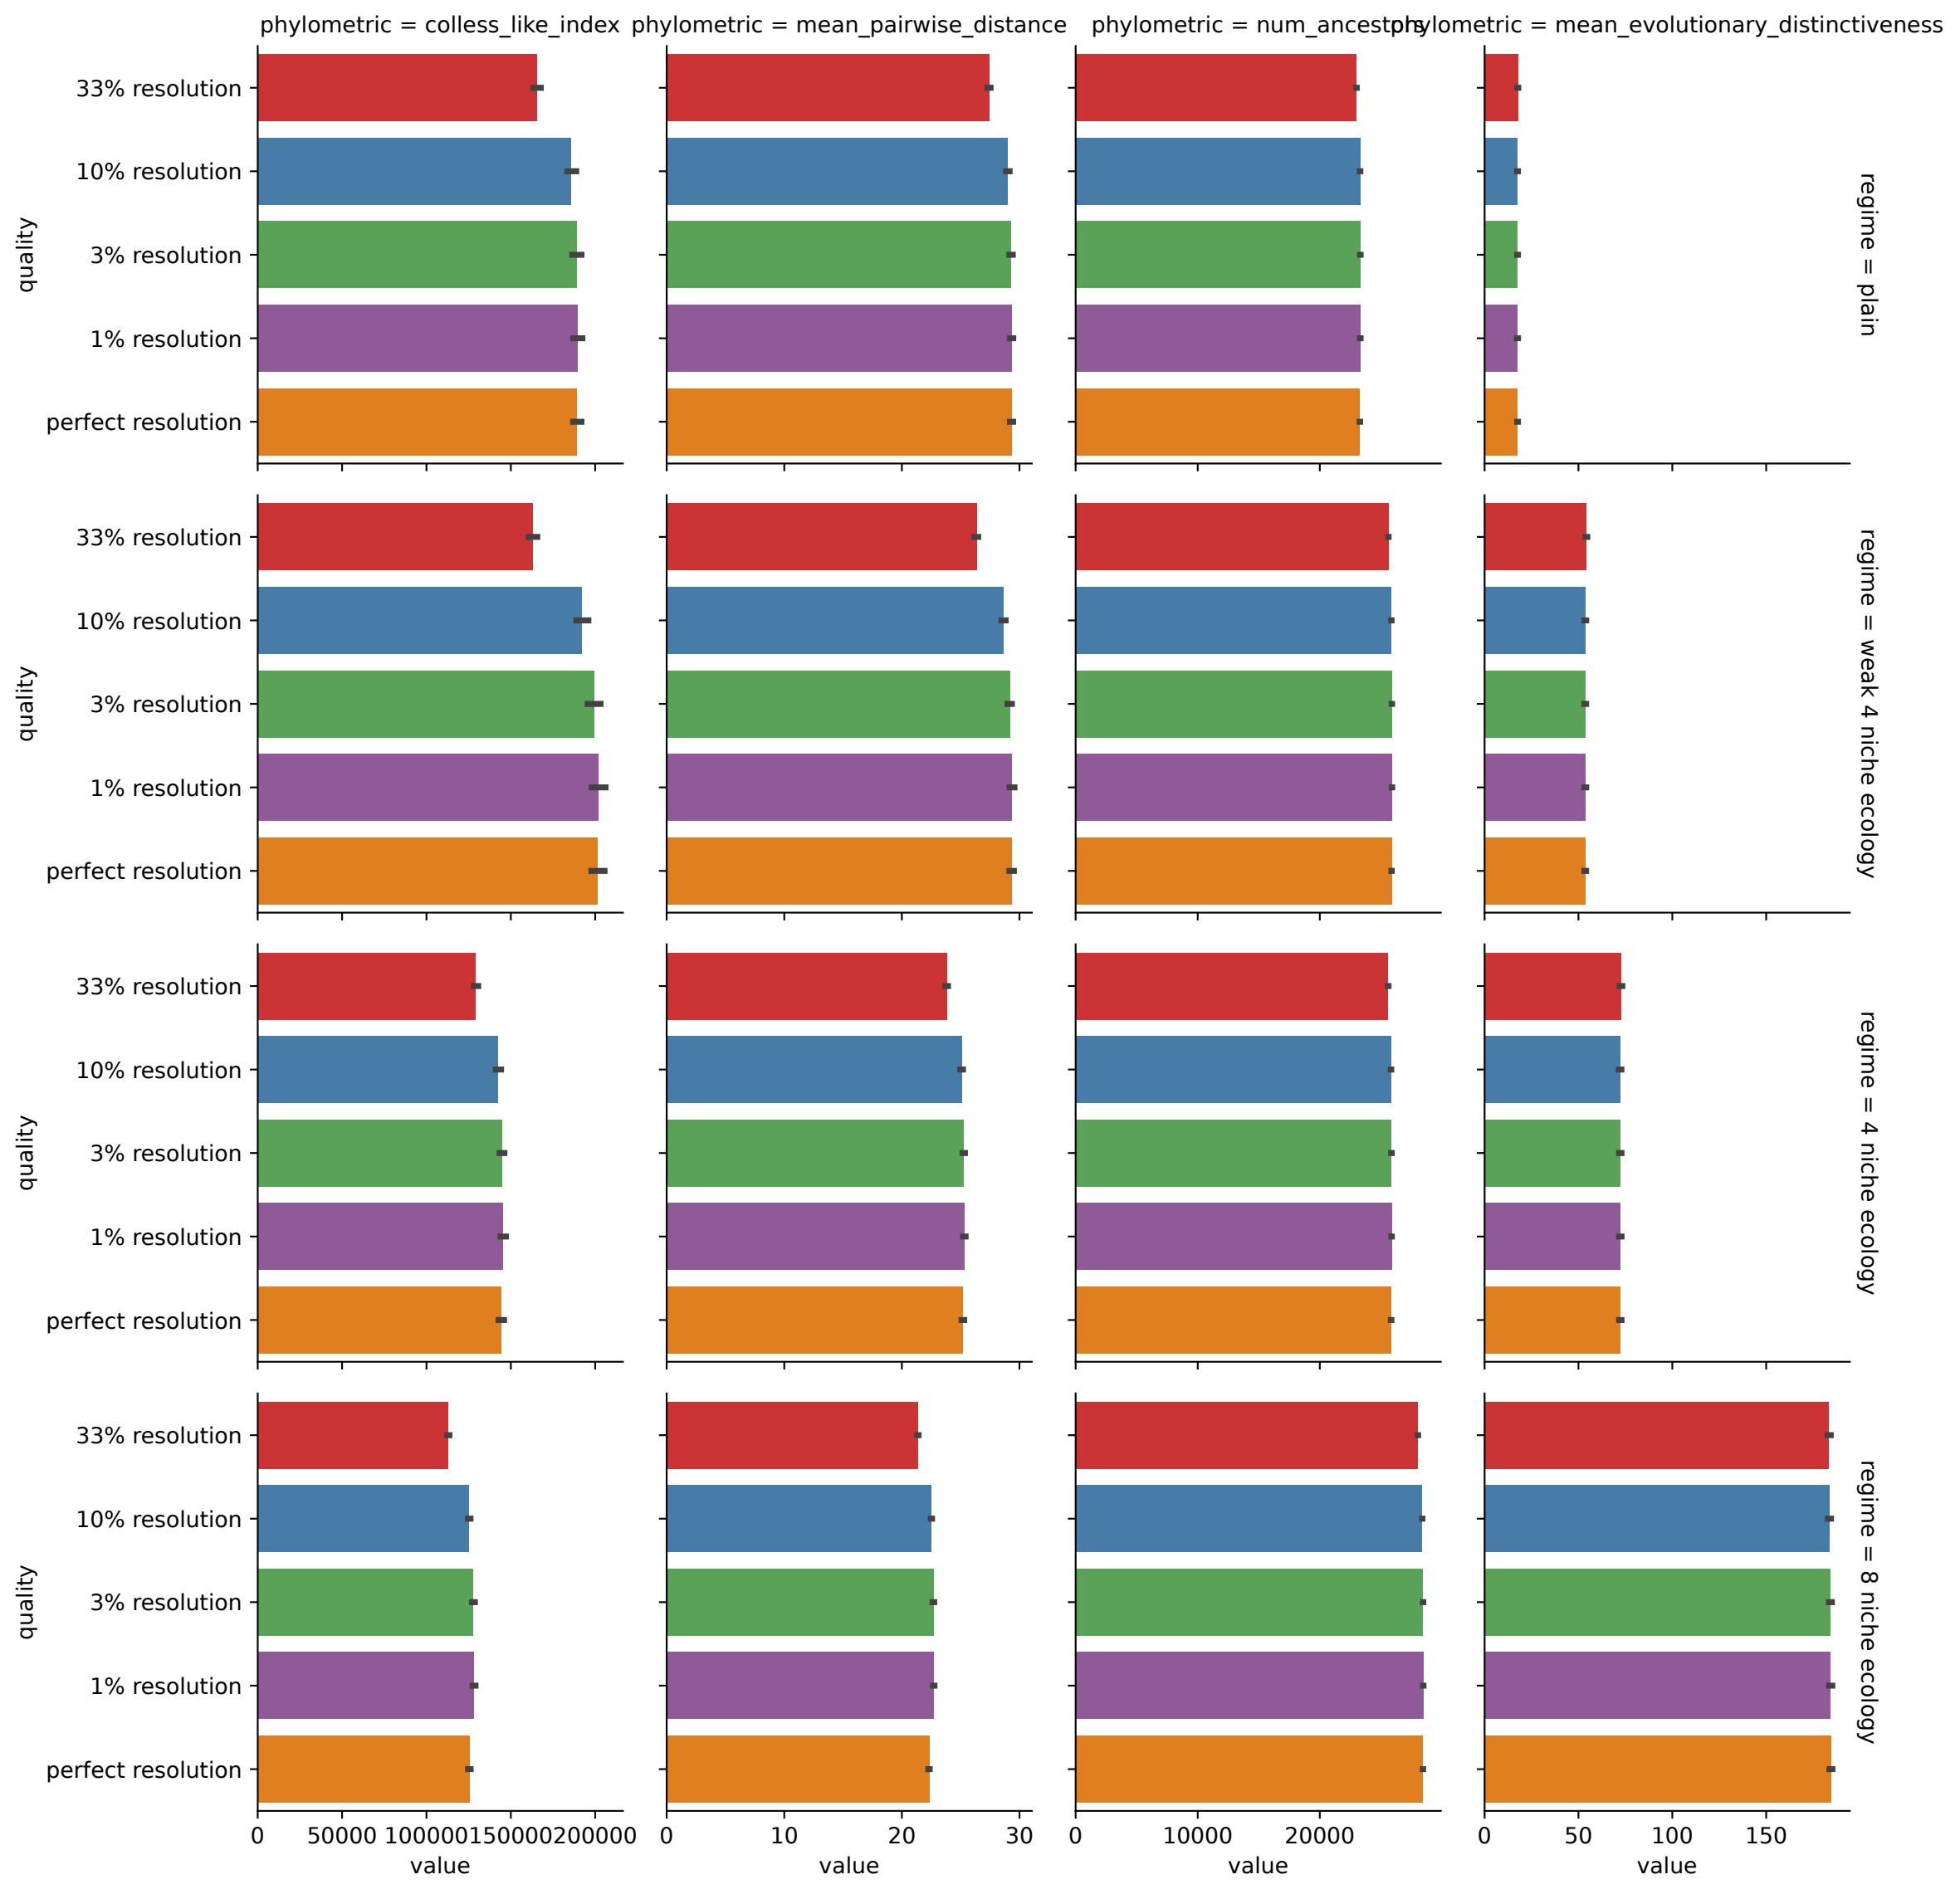 phylometric = colless_like_index
phylometric = mean_pairwise_distance
phylometric = num_ancestors
phylometric = mean_evolutionary_distinctiveness
quality
33% resolution
10% resolution
3% resolution
1% resolution
perfect resolution
regime = plain
quality
33% resolution
10% resolution
3% resolution
1% resolution
perfect resolution
regime = weak 4 niche ecology
quality
33% resolution
10% resolution
3% resolution
1% resolution
perfect resolution
regime = 4 niche ecology
quality
33% resolution
10% resolution
3% resolution
1% resolution
perfect resolution
regime = 8 niche ecology
0 50000 100000 150000 200000
0 10 20 30
0 10000 20000
0 50 100 150
value
value
value
value